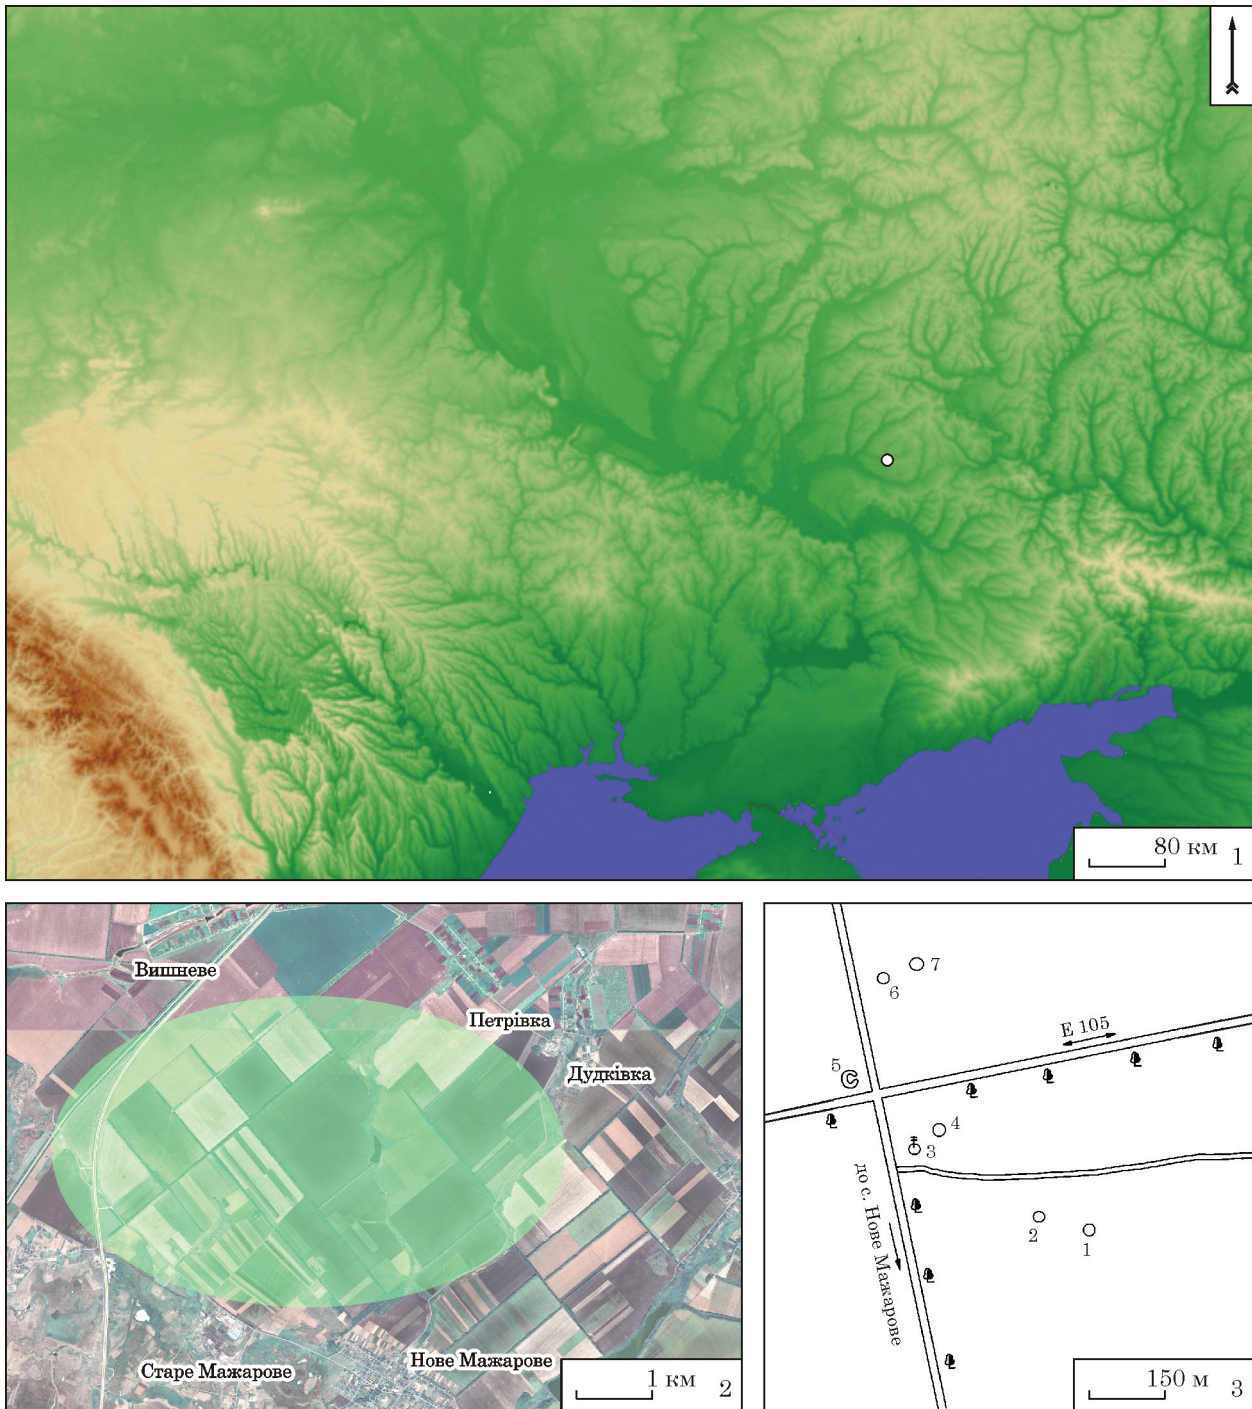 80 км
1
Вишневе
Петрівка
Дудківка
Старе Мажарове
Нове Мажарове
1 км
2
7
6
E 105
5
4
3
до с. Нове Мажарове
2
1
150 м
3